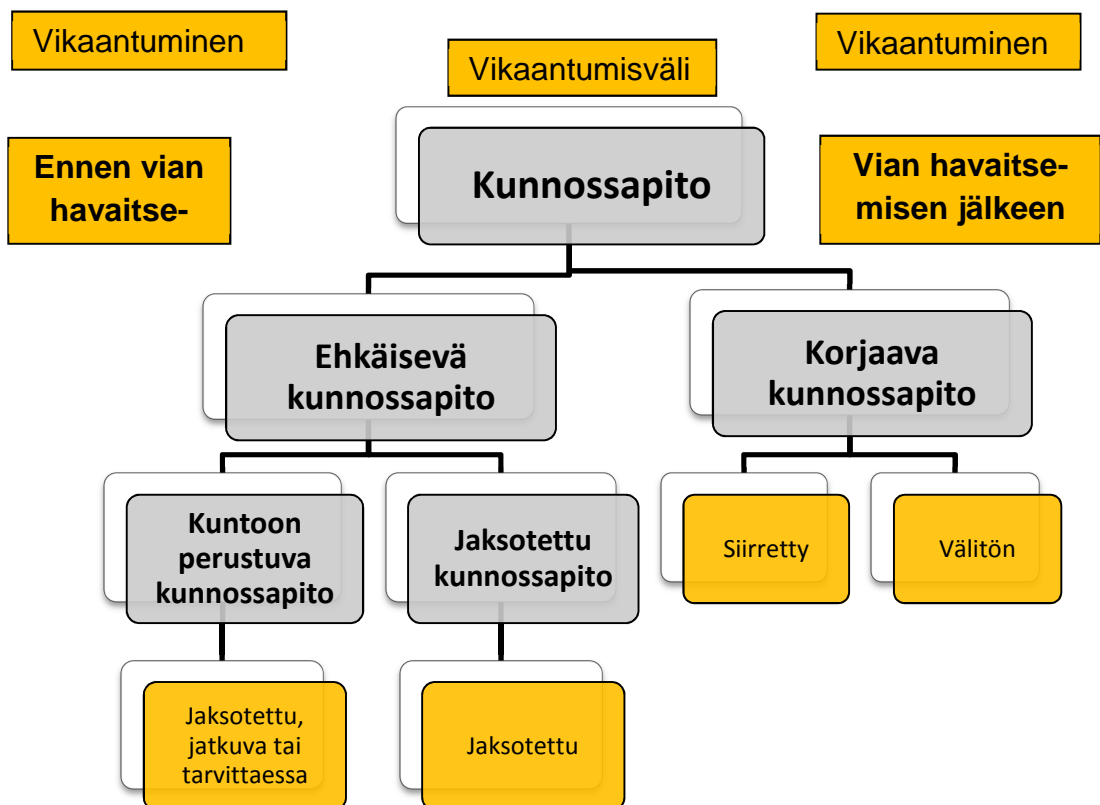 Vikaantuminen
Vikaantumisväli
Vikaantuminen
Ennen vian
havaitse-
Kunnossapito
Vian havaitse-
misen jälkeen
Ehkäisevä
kunnossapito
Korjaava
kunnossapito
Kuntoon
perustuva
kunnossapito
Jaksotettu
kunnossapito
Siirretty
Välitön
Jaksotettu,
jatkuva tai
tarvittaessa
Jaksotettu